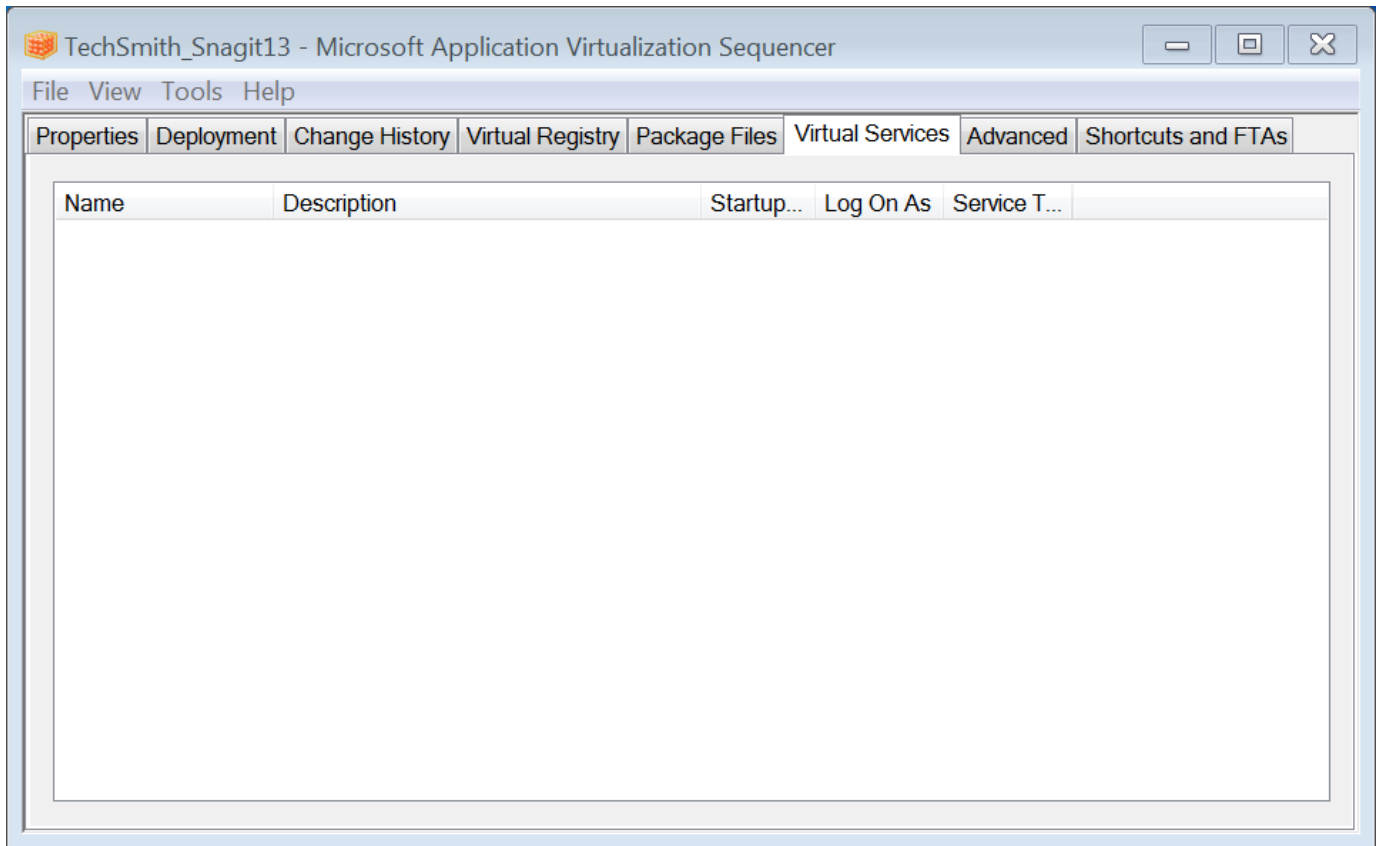 TechSmith_Snagit13 - Microsoft Application Virtualization Sequencer
File View Tools Help
Properties Deployment Change History Virtual Registry Package Files Virtual Services Advanced Shortcuts and FTAs
Name Description Startup... Log On As Service T...